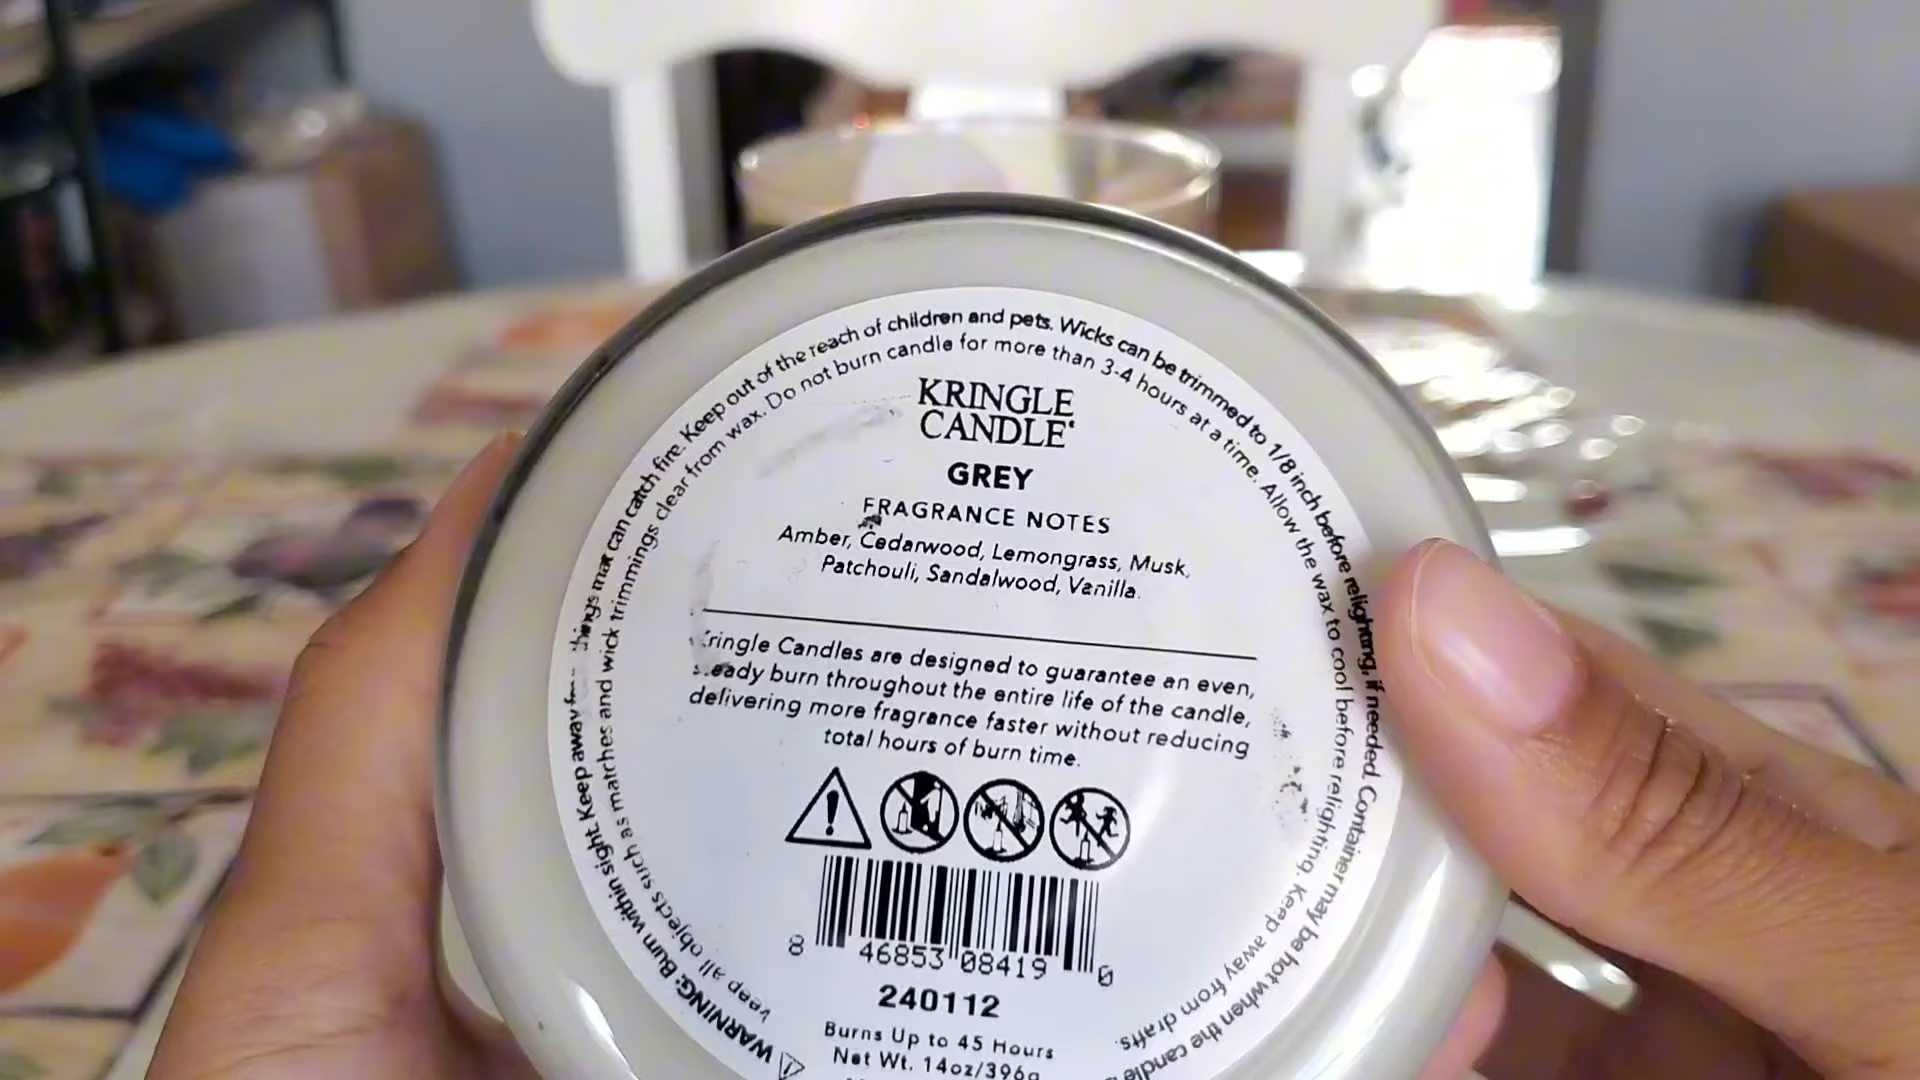 KRINGLE
CANDLE®
GREY
FRAGRANCE NOTES
Amber, Cedarwood, Lemongrass, Musk,
Patchouli, Sandalwood, Vanilla.
Kringle Candles are designed to guarantee an even,
steady burn throughout the entire life of the candle,
delivering more fragrance faster without reducing
total hours of burn time.
8 46853 08419 0
240112
Burns Up to 45 Hours
Net Wt. 14oz/396g
WARNING: Burn within sight. Keep away things that can catch fire. Keep out of the reach of children and pets. Wicks can be trimmed to 1/8 inch before relighting, if needed. Container may be hot when the candle
keep all objects such as matches and wick trimmings clear from wax. Do not burn candle for more than 3-4 hours at a time. Allow the wax to cool before relighting. Keep away from drafts.